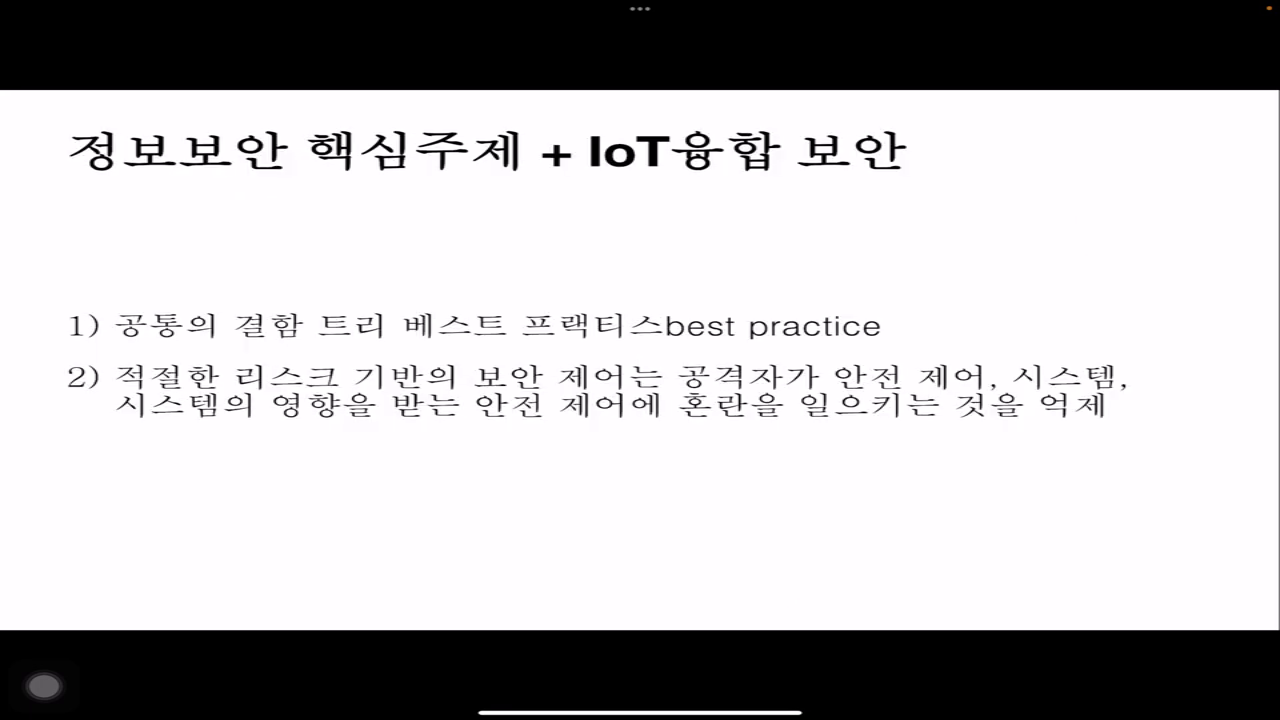 정보보안 핵심주제 + IoT융합 보안
1) 공통의 결함 트리 베스트 프랙티스best practice
2) 적절한 리스크 기반의 보안 제어는 공격자가 안전 제어, 시스템,
시스템의 영향을 받는 안전 제어에 혼란을 일으키는 것을 억제